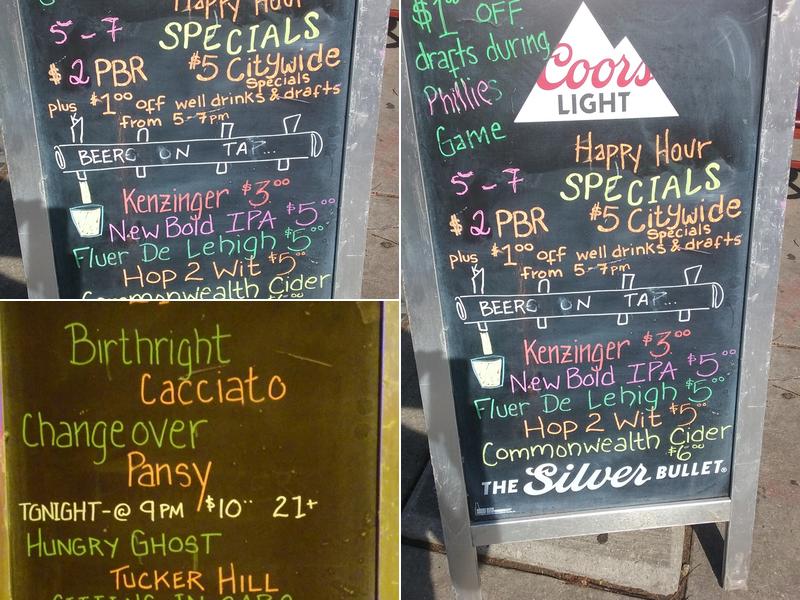 Happy Hour
5-7 SPECIALS
$2 PBR $5 Citywide
Specials
plus $1.00 off well drinks & drafts
from 5-7pm
BEERS ON TAP...
Kenzinger $3.00
New Bold IPA $5.00
Fluer De Lehigh $5.00
Hop 2 Wit $5.00
Commonwealth Cider
Birthright
Cacciato
Changeover
Pansy
TONIGHT-@ 9PM $10.. 21+
HUNGRY GHOST
TUCKER HILL
$1.00 OFF
drafts during
Phillies
Game
Coors
LIGHT
Happy Hour
5-7 SPECIALS
$2 PBR $5 Citywide
Specials
plus $1.00 off well drinks & drafts
from 5-7pm
BEERS ON TAP...
Kenzinger $3.00
New Bold IPA $5.00
Fluer De Lehigh $5.00
Hop 2 Wit $5.00
Commonwealth Cider
$6.00
THE Silver BULLET®